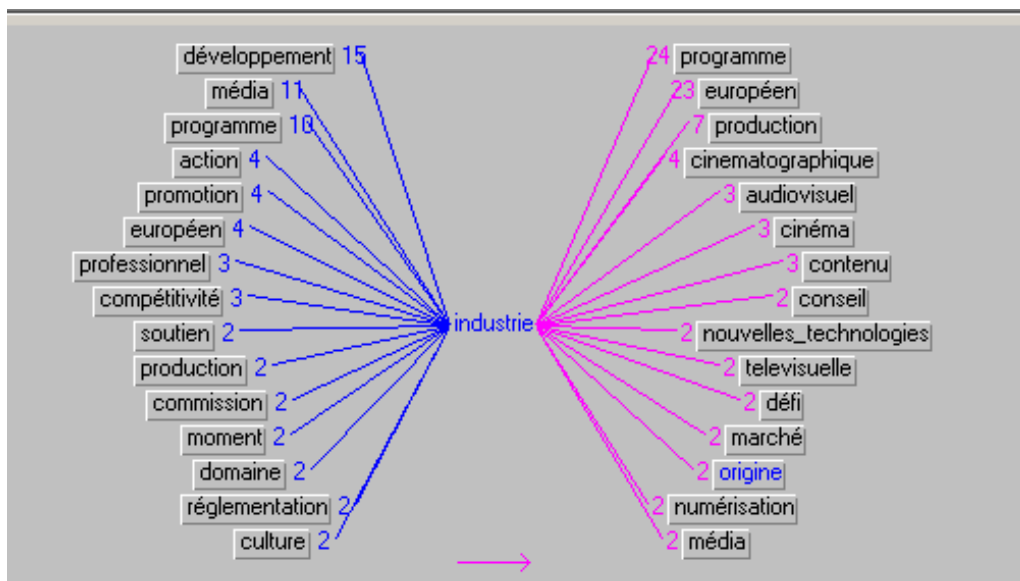 développement 15 24 programme
média 11 23 européen
programme 10 7 production
action 4 4 cinematographique
promotion 4 3 audiovisuel
européen 4 3 cinéma
professionnel 3 3 contenu
compétitivité 3 2 conseil
industrie
soutien 2 2 nouvelles_technologies
production 2 2 televisuelle
commission 2 2 défi
moment 2 2 marché
domaine 2 2 origine
réglementation 2 2 numérisation
culture 2 2 média